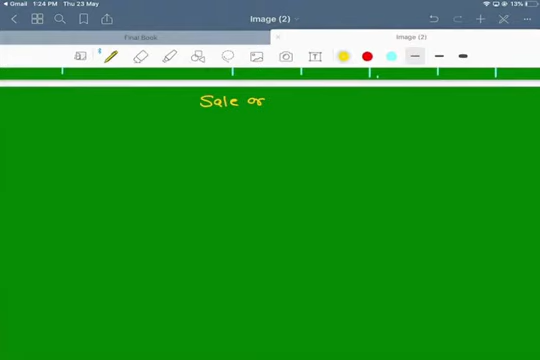 Gmail 1:24 PM Thu 23 May 13%
Image (2)
Final Book Image (2)
Sale or